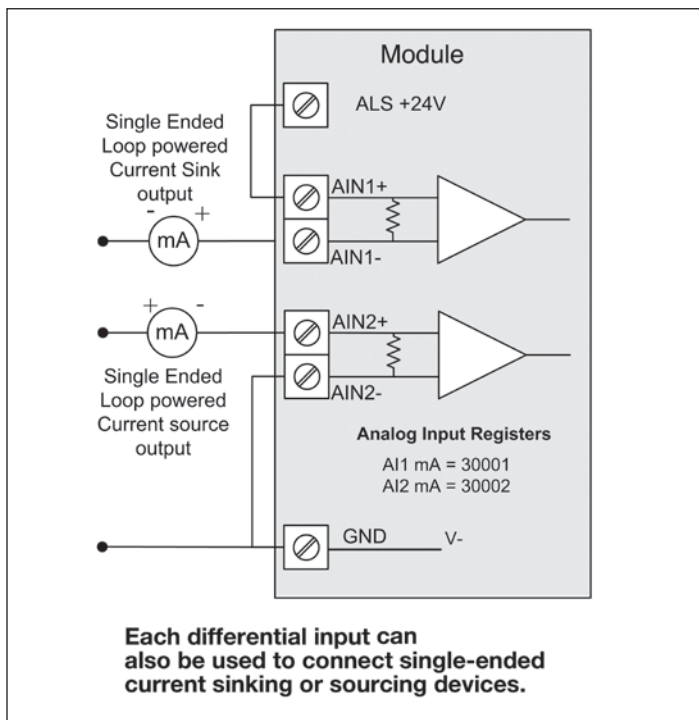 Module
ALS +24V
Single Ended
Loop powered
Current Sink
output
AIN1+
- +
mA
AIN1-
+ -
mA
AIN2+
AIN2-
Single Ended
Loop powered
Current source
output
Analog Input Registers
AI1 mA = 30001
AI2 mA = 30002
GND
V-
Each differential input can
also be used to connect single-ended
current sinking or sourcing devices.